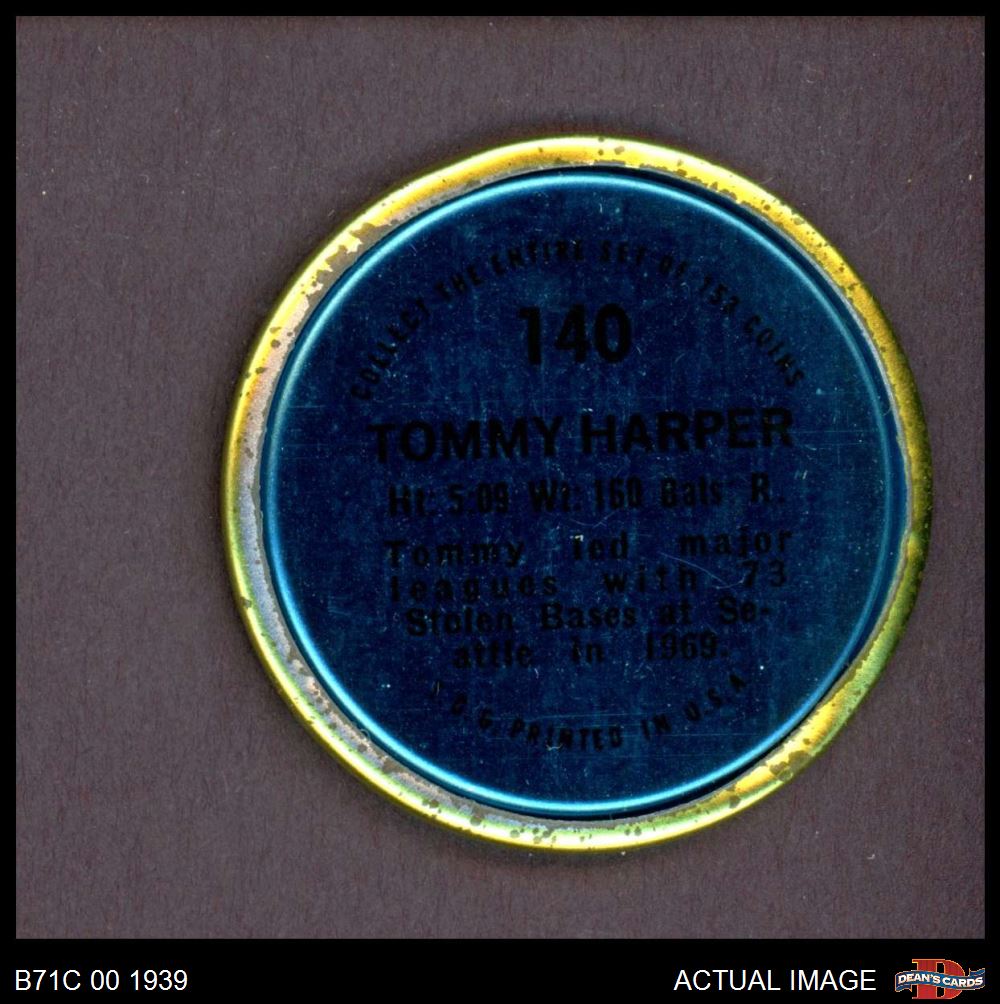 COLLECT THE ENTIRE SET OF 153 COINS
140
TOMMY HARPER
Ht: 5:09 Wt: 160 Bats R.
Tommy led major
leagues with 73
Stolen Bases at Se-
attle in 1969.
O.G. PRINTED IN U.S.A.
B71C 00 1939
ACTUAL IMAGE
DEAN'S CARDS